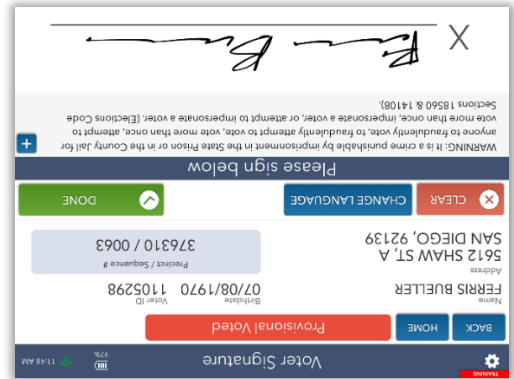 TRAINING
Voter Signature
97%
11:48 AM
BACK
HOME
Provisional Voted
Name
FERRIS BUELLER
Birthdate
07/08/1970
Voter ID
11105298
Address
5612 SHAW ST, A
SAN DIEGO, 92139
Precinct / Sequence #
376310 / 0063
CLEAR
CHANGE LANGUAGE
DONE
Please sign below
WARNING: It is a crime punishable by imprisonment in the State Prison or in the County Jail for
anyone to fraudulently vote, to fraudulently attempt to vote, vote more than once, attempt to
vote more than once, impersonate a voter, or attempt to impersonate a voter. (Elections Code
Sections 18560 & 14108).
X